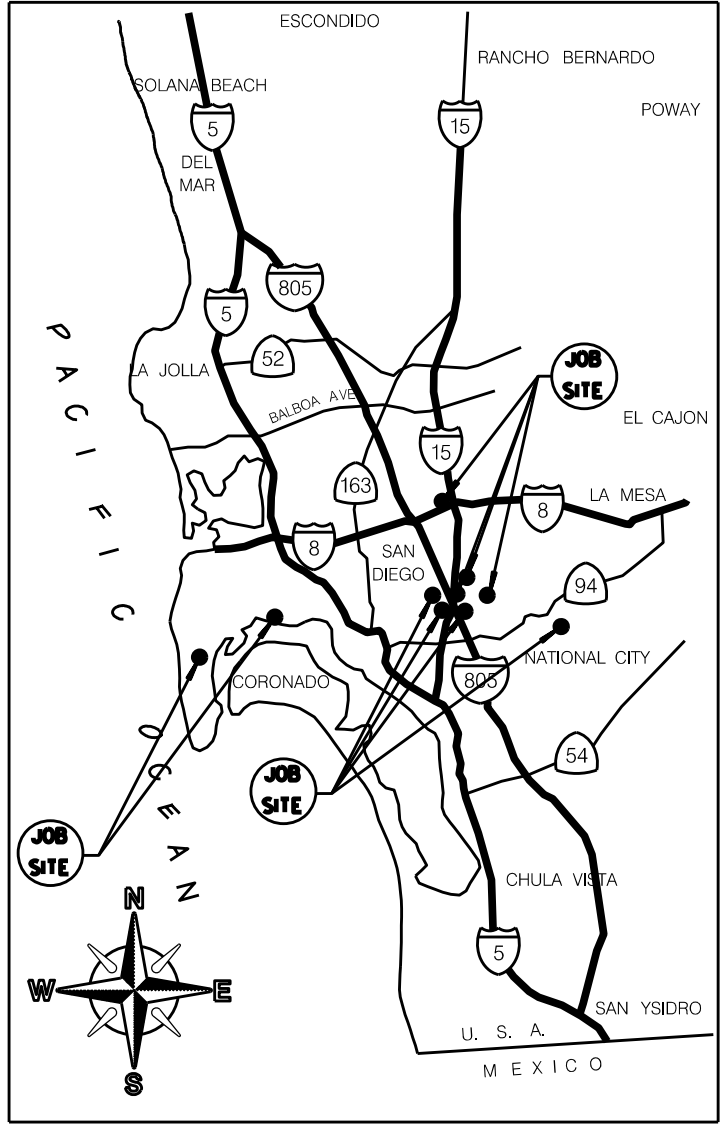 ESCONDIDO
RANCHO BERNARDO
SOLANA BEACH
POWAY
5
15
DEL
MAR
805
5
PACIFIC
52
JOB
SITE
LA JOLLA
BALBOA AVE
EL CAJON
15
163
LA MESA
8
8
SAN
DIEGO
94
NATIONAL CITY
CORONADO
805
OCEAN
54
JOB
SITE
JOB
SITE
CHULA VISTA
N
5
W
E
SAN YSIDRO
U. S. A.
MEXICO
S